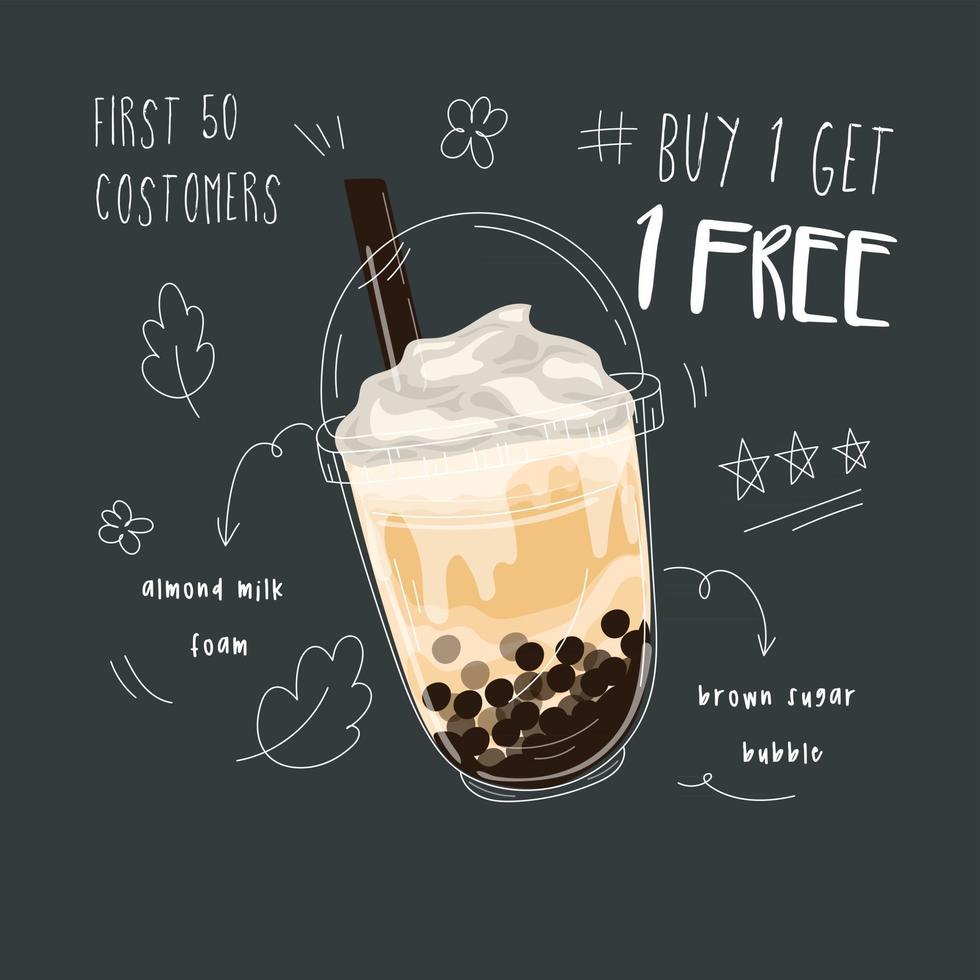 FIRST 50
COSTOMERS
# BUY 1 GET
1 FREE
almond milk
foam
brown sugar
bubble